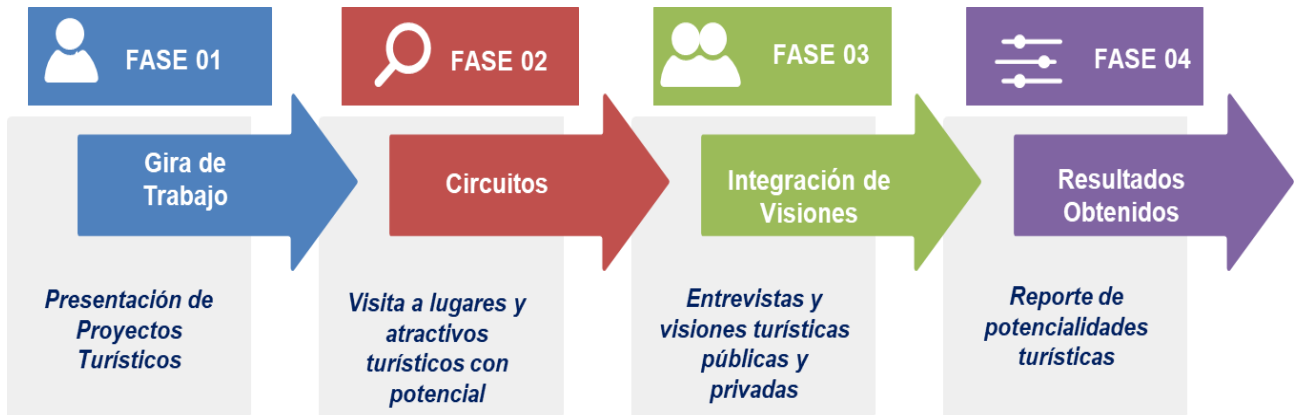 FASE 01
Gira de
Trabajo
Presentación de
Proyectos
Turísticos
FASE 02
Circuitos
Visita a lugares y
atractivos
turísticos con
potencial
FASE 03
Integración de
Visiones
Entrevistas y
visiones turísticas
públicas y
privadas
FASE 04
Resultados
Obtenidos
Reporte de
potencialidades
turísticas